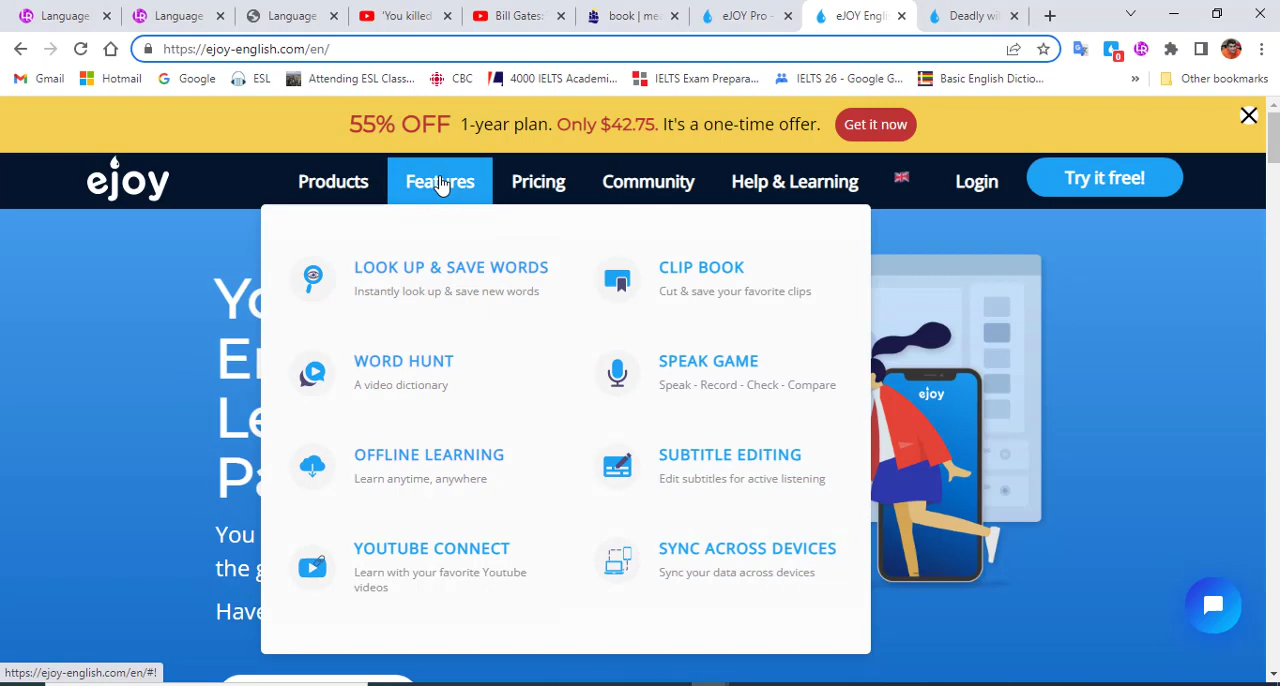 Language
Language
Language
'You killed
Bill Gates:
book | me
eJOY Pro -
eJOY Engli
Deadly wil
https://ejoy-english.com/en/
0
Gmail
Hotmail
Google
ESL
Attending ESL Class...
CBC
4000 IELTS Academi...
IELTS Exam Prepara...
IELTS 26 - Google G...
Basic English Dictio...
»
Other bookmarks
55% OFF 1-year plan. Only $42.75. It's a one-time offer. Get it now
ejoy
Products
Features
Pricing
Community
Help & Learning
Login
Try it free!
LOOK UP & SAVE WORDS
Instantly look up & save new words
CLIP BOOK
Cut & save your favorite clips
WORD HUNT
A video dictionary
SPEAK GAME
Speak - Record - Check - Compare
OFFLINE LEARNING
Learn anytime, anywhere
SUBTITLE EDITING
Edit subtitles for active listening
YOUTUBE CONNECT
Learn with your favorite Youtube
videos
SYNC ACROSS DEVICES
Sync your data across devices
Yo
E
Le
Pa
You
the g
Have
ejoy
https://ejoy-english.com/en/#!